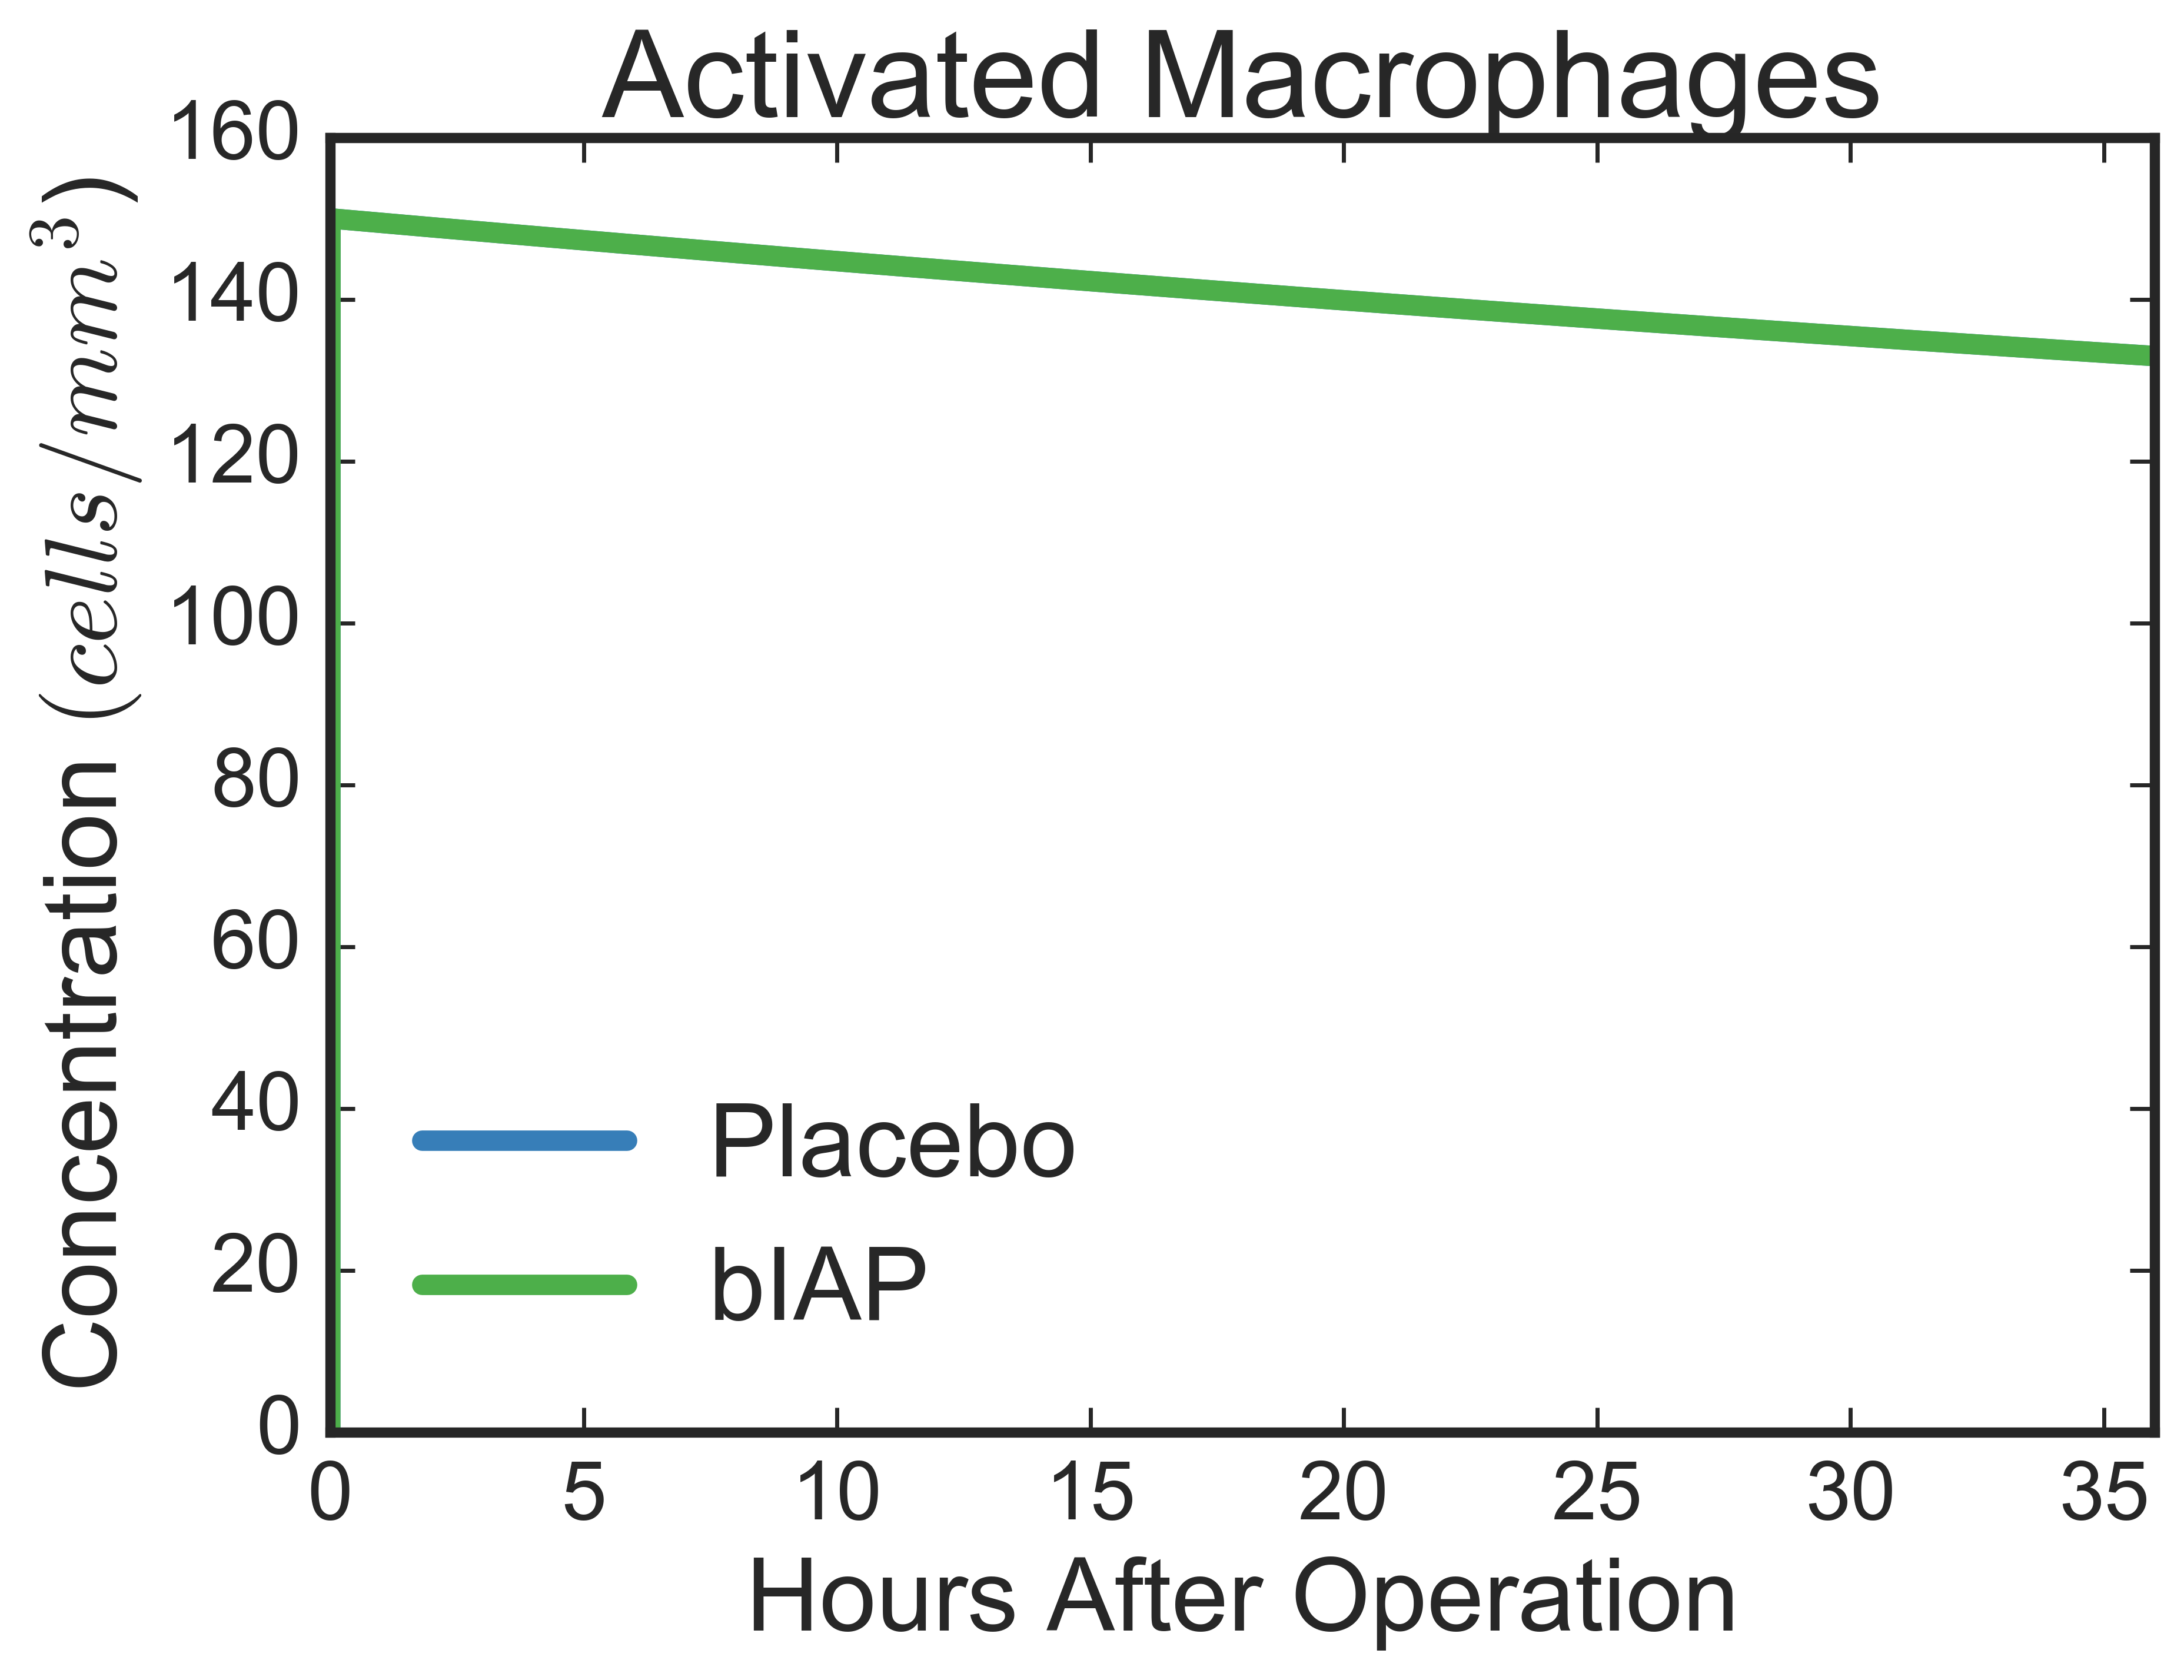 Activated Macrophages
Concentration (cells/mm³)
160
140
120
100
80
60
40
20
0
Placebo
bIAP
0 5 10 15 20 25 30 35
Hours After Operation